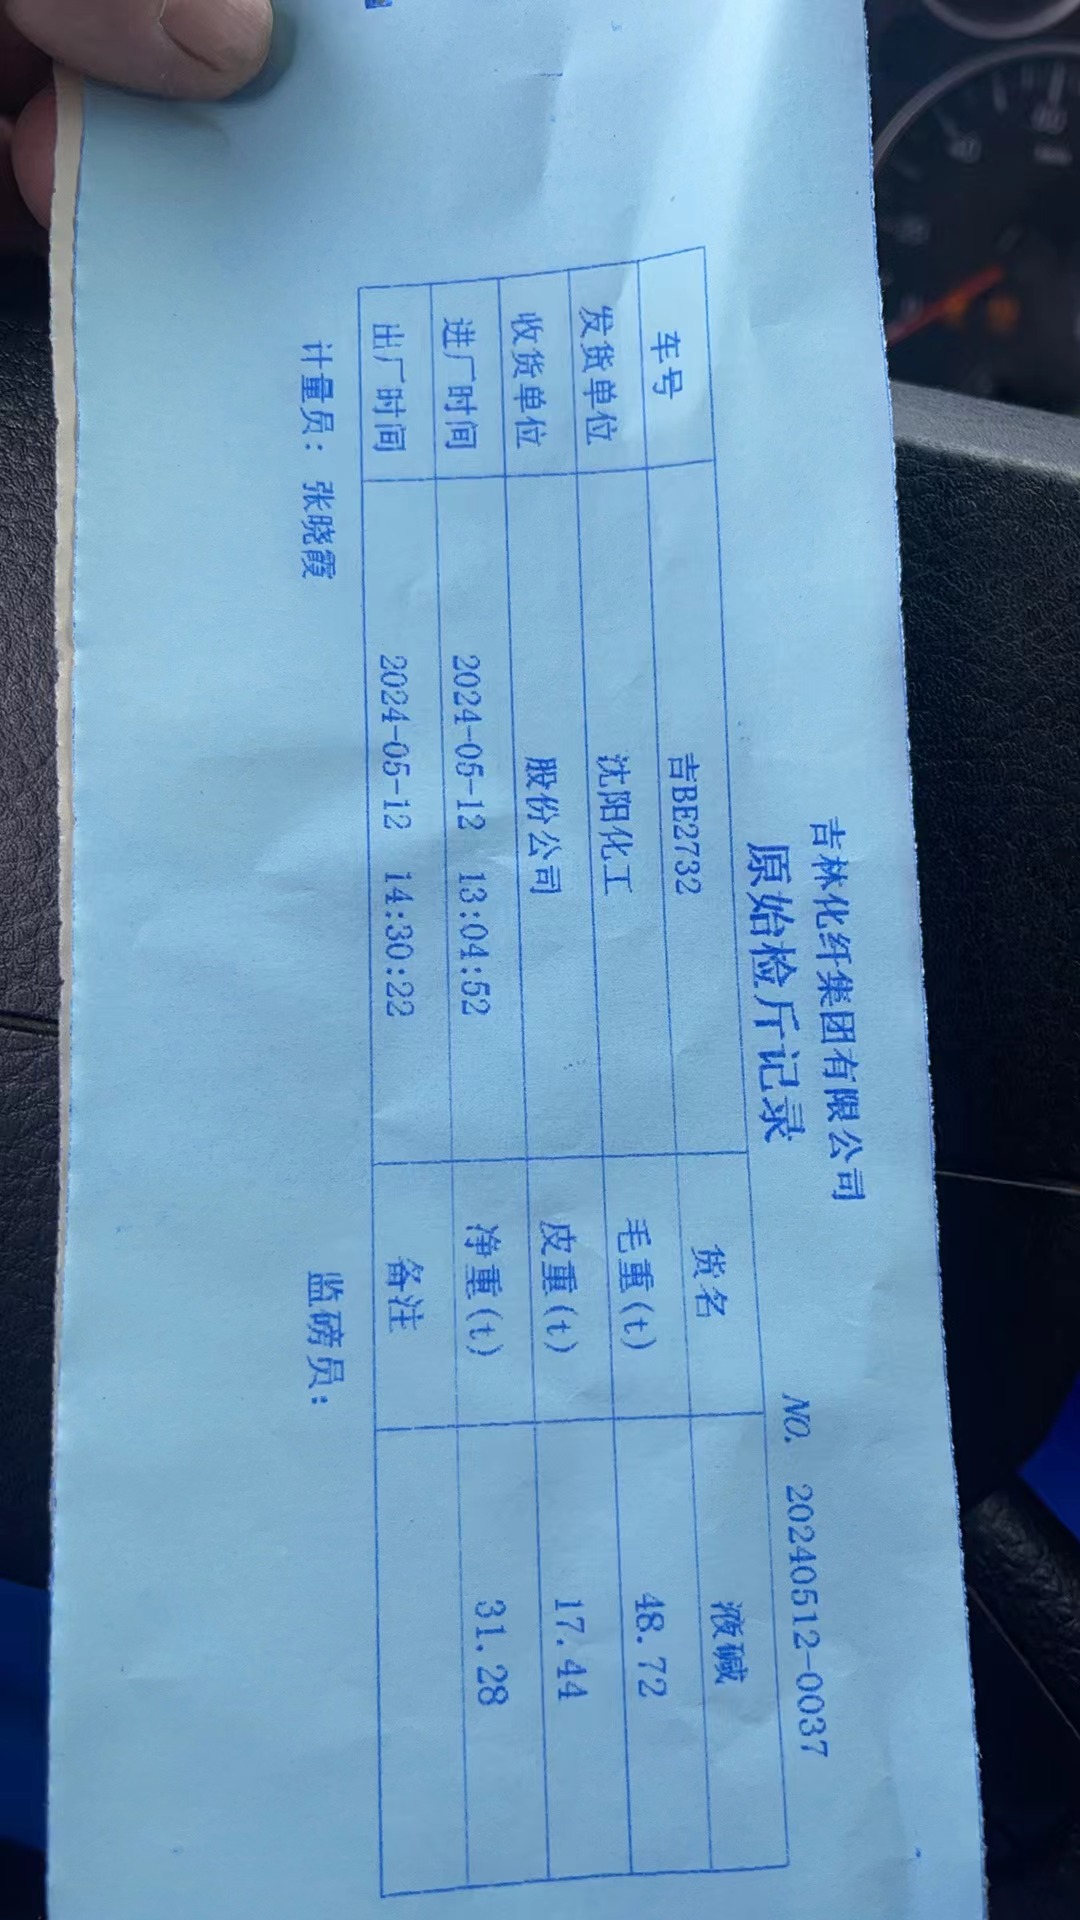 吉林化纤集团有限公司
原始检斤记录
NO. 20240512-0037
车号 吉BE2732 货名 液碱
发货单位 沈阳化工 毛重(t) 48.72
收货单位 股份公司 皮重(t) 17.44
进厂时间 2024-05-12 13:04:52 净重(t) 31.28
出厂时间 2024-05-12 14:30:22 备注
计量员: 张晓霞 监磅员: